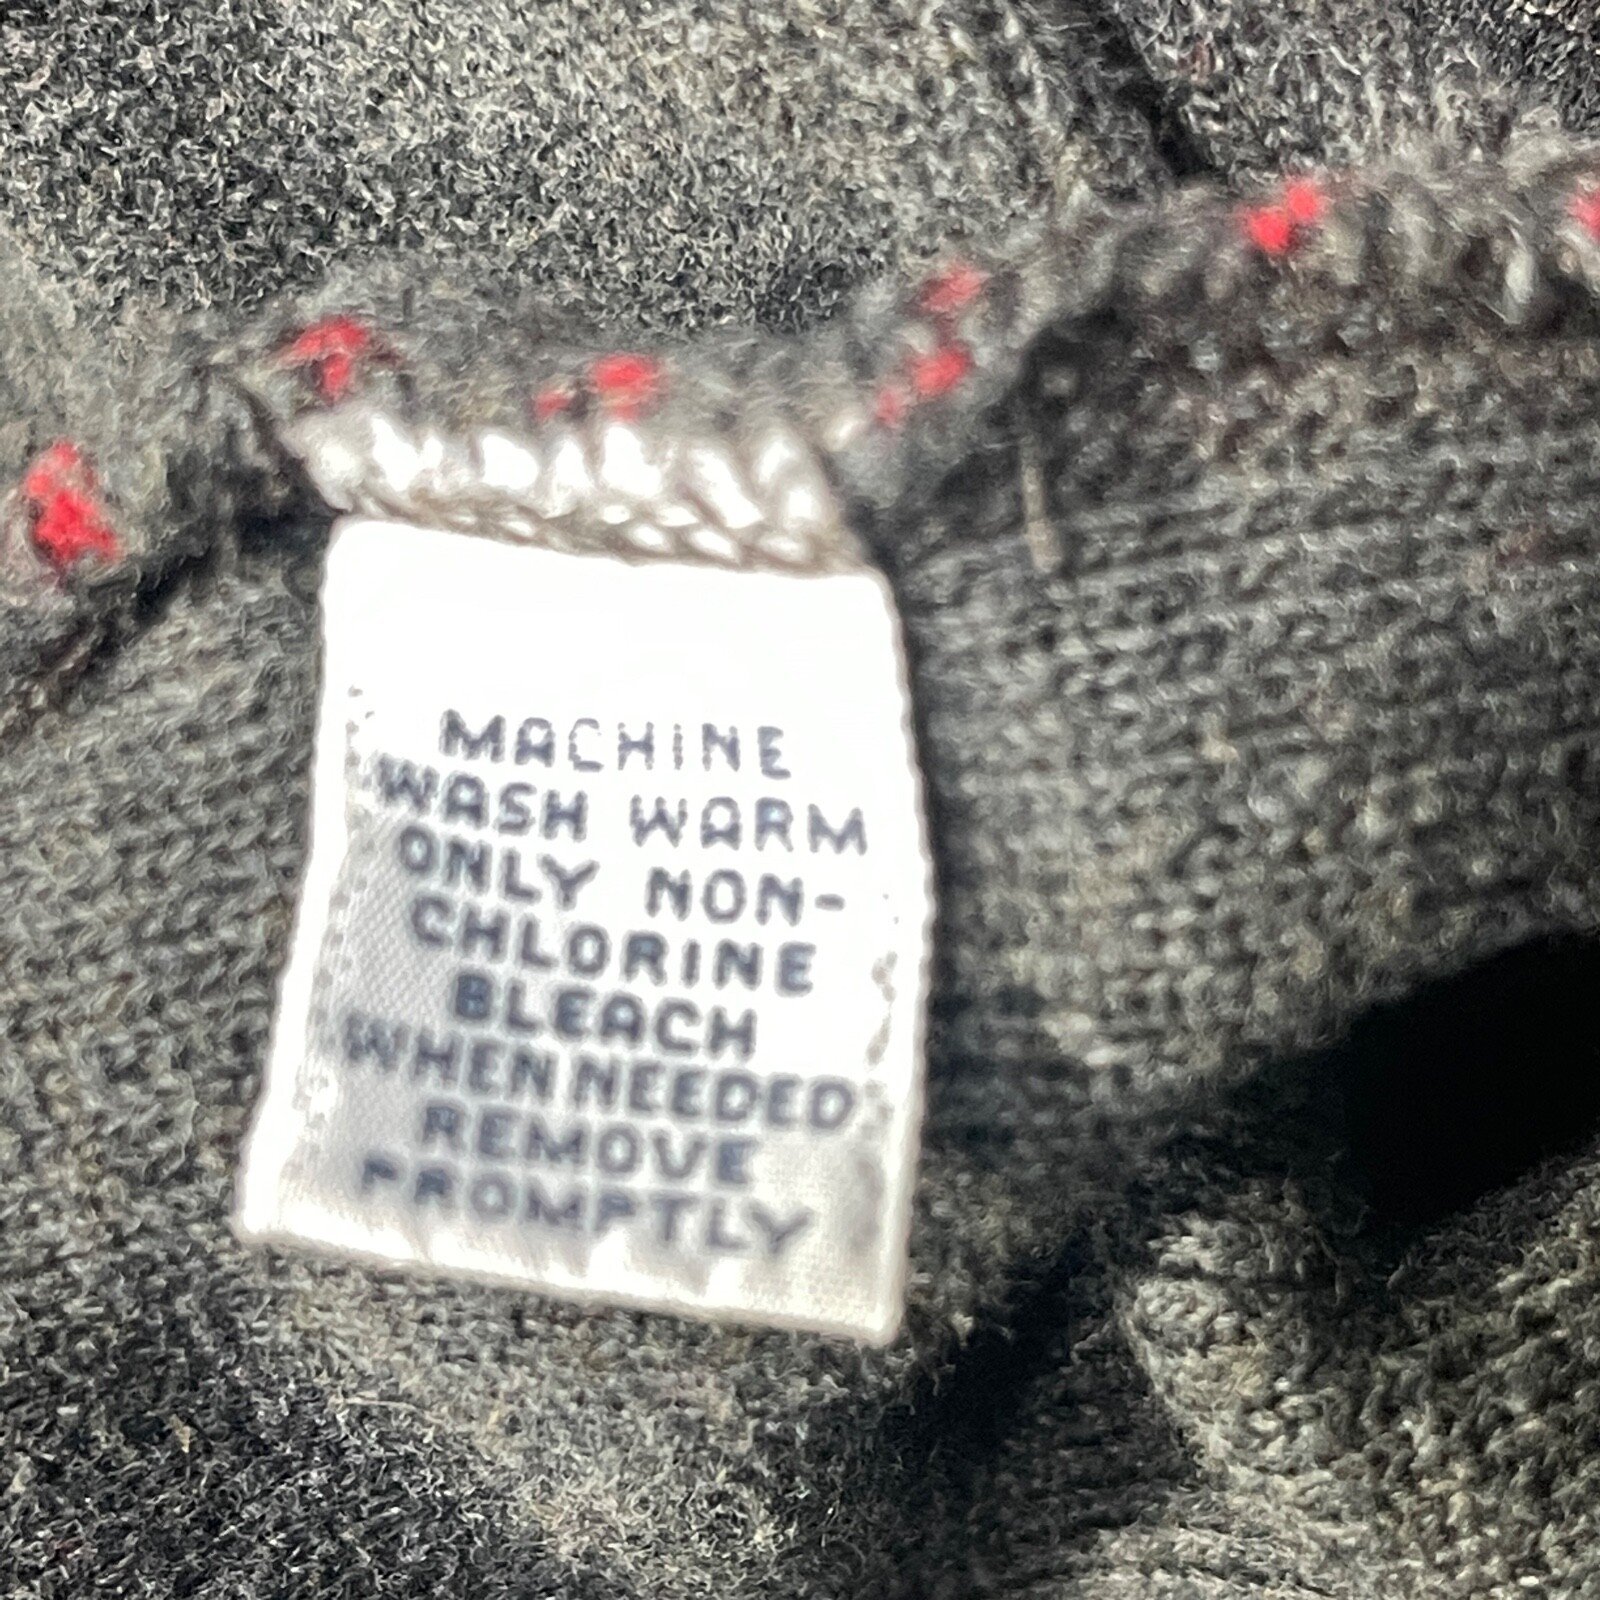 MACHINE
WASH WARM
ONLY NON-
CHLORINE
BLEACH
WHEN NEEDED
REMOVE
PROMPTLY